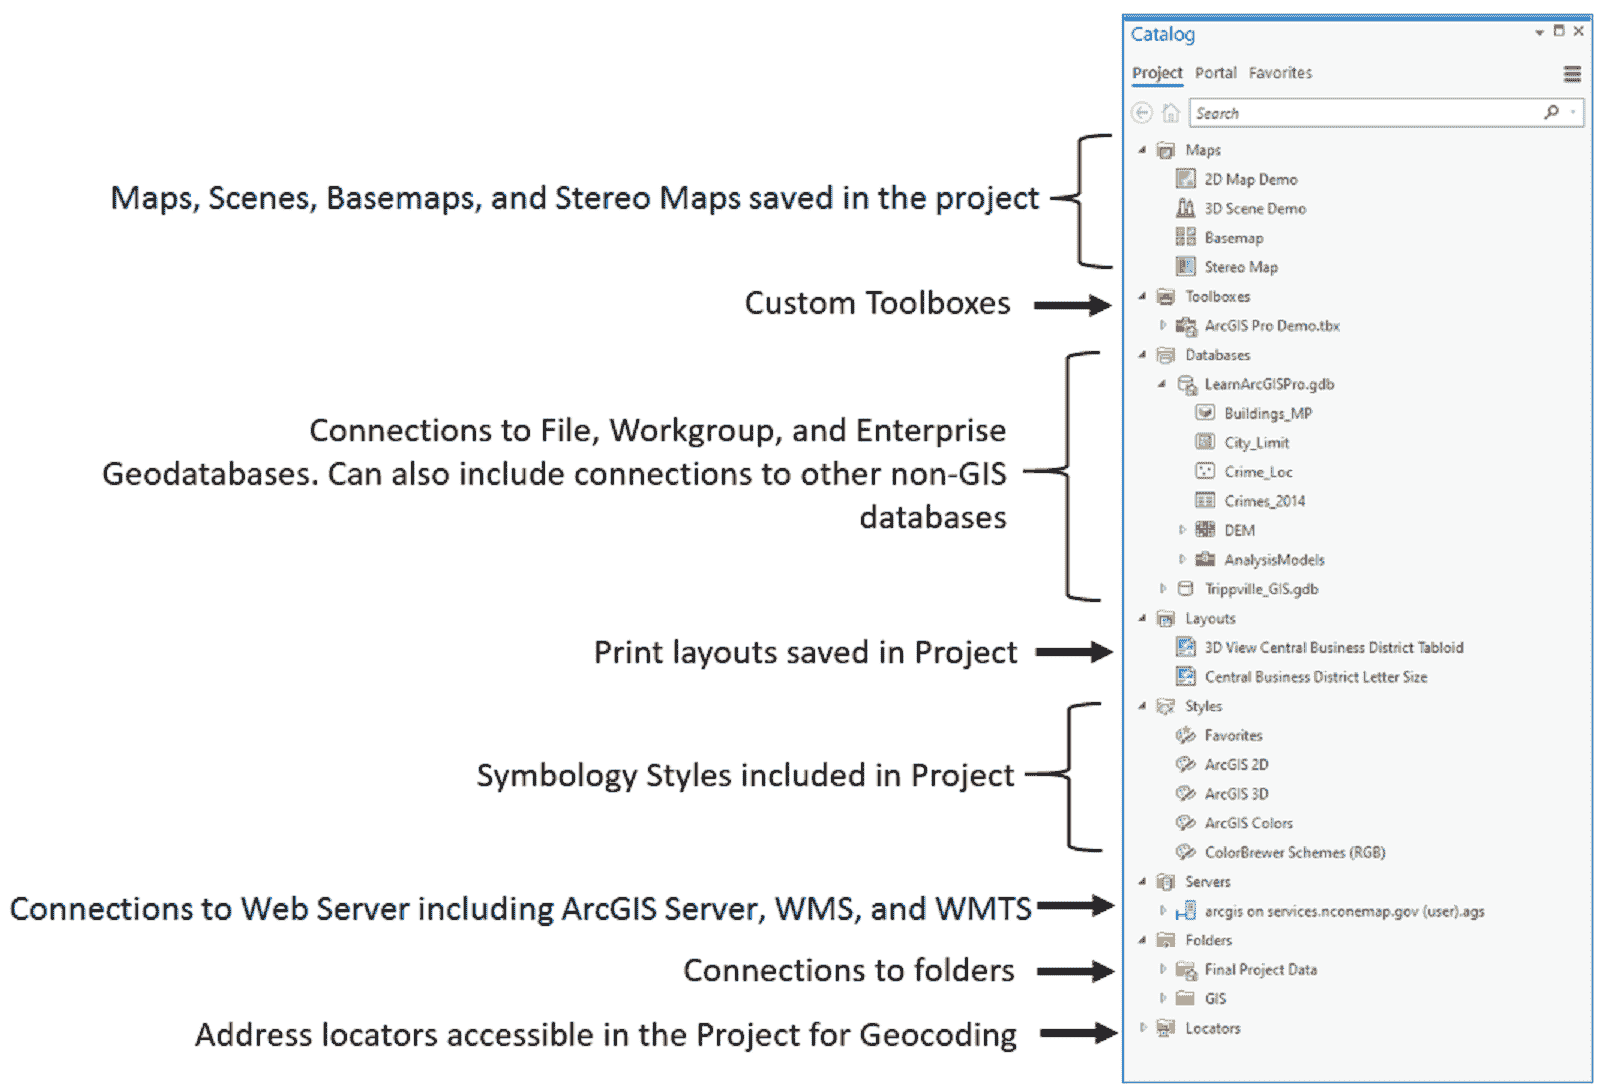 Catalog
Project Portal Favorites
Search
Maps, Scenes, Basemaps, and Stereo Maps saved in the project
Maps
2D Map Demo
3D Scene Demo
Basemap
Stereo Map
Custom Toolboxes
Toolboxes
ArcGIS Pro Demo.tbx
Connections to File, Workgroup, and Enterprise
Geodatabases. Can also include connections to other non-GIS
databases
Databases
LearnArcGISPro.gdb
Buildings_MP
City_Limit
Crime_Loc
Crimes_2014
DEM
AnalysisModels
Trippville_GIS.gdb
Print layouts saved in Project
Layouts
3D View Central Business District Tabloid
Central Business District Letter Size
Symbology Styles included in Project
Styles
Favorites
ArcGIS 2D
ArcGIS 3D
ArcGIS Colors
ColorBrewer Schemes (RGB)
Connections to Web Server including ArcGIS Server, WMS, and WMTS
Servers
arcgis on services.nconemap.gov (user).ags
Connections to folders
Folders
Final Project Data
GIS
Address locators accessible in the Project for Geocoding
Locators